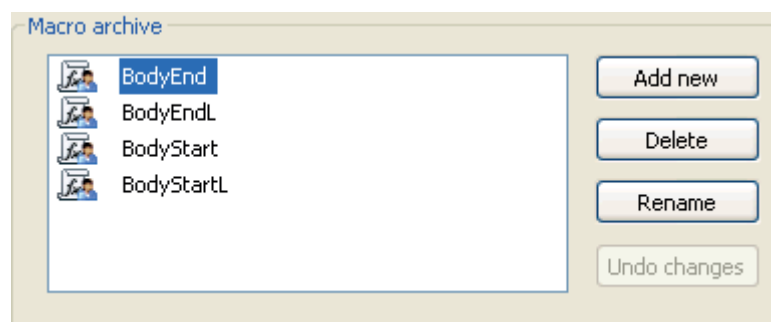 Macro archive
BodyEnd
BodyEndL
BodyStart
BodyStartL
Add new
Delete
Rename
Undo changes